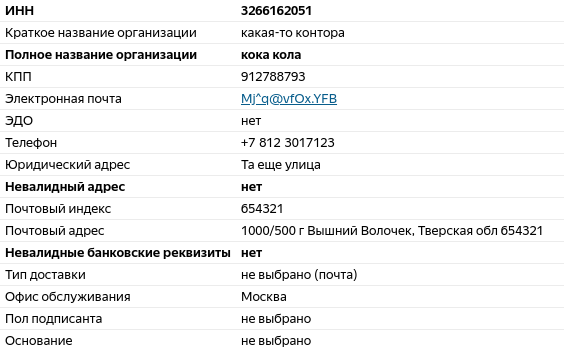 ИНН 3266162051
Краткое название организации какая-то контора
Полное название организации кока кола
КПП 912788793
Электронная почта Mj^q@vfOx.YFB
ЭДО нет
Телефон +7 812 3017123
Юридический адрес Та еще улица
Невалидный адрес нет
Почтовый индекс 654321
Почтовый адрес 1000/500 г Вышний Волочек, Тверская обл 654321
Невалидные банковские реквизиты нет
Тип доставки не выбрано (почта)
Офис обслуживания Москва
Пол подписанта не выбрано
Основание не выбрано